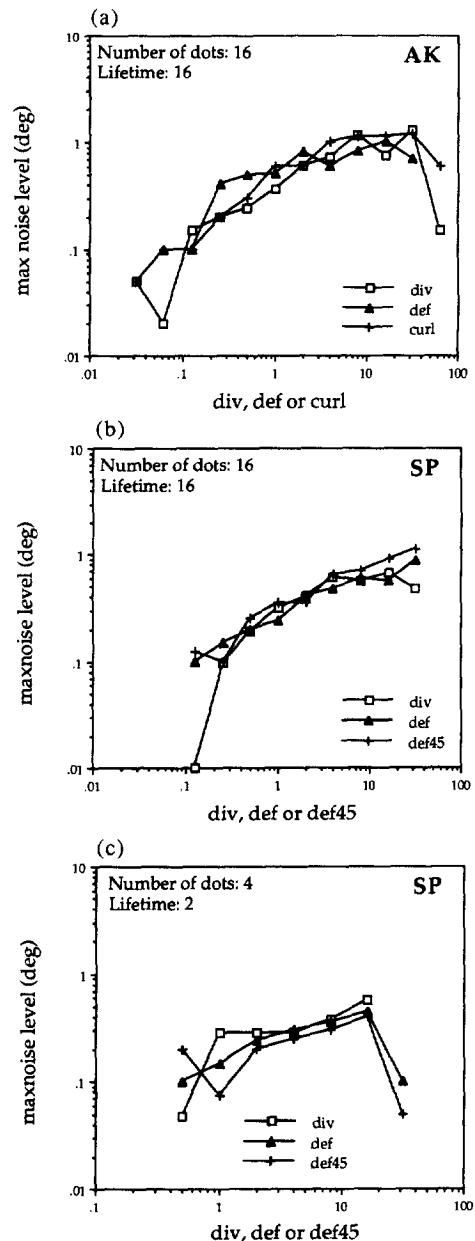 (a)
10
Number of dots: 16 AK
Lifetime: 16
1
max noise level (deg)
.1
div
def
curl
.01
.01 .1 1 10 100
div, def or curl
(b)
10
Number of dots: 16 SP
Lifetime: 16
1
maxnoise level (deg)
.1
div
def
def45
.01
.01 .1 1 10 100
div, def or def45
(c)
10
Number of dots: 4 SP
Lifetime: 2
1
maxnoise level (deg)
.1
div
def
def45
.01
.1 1 10 100
div, def or def45